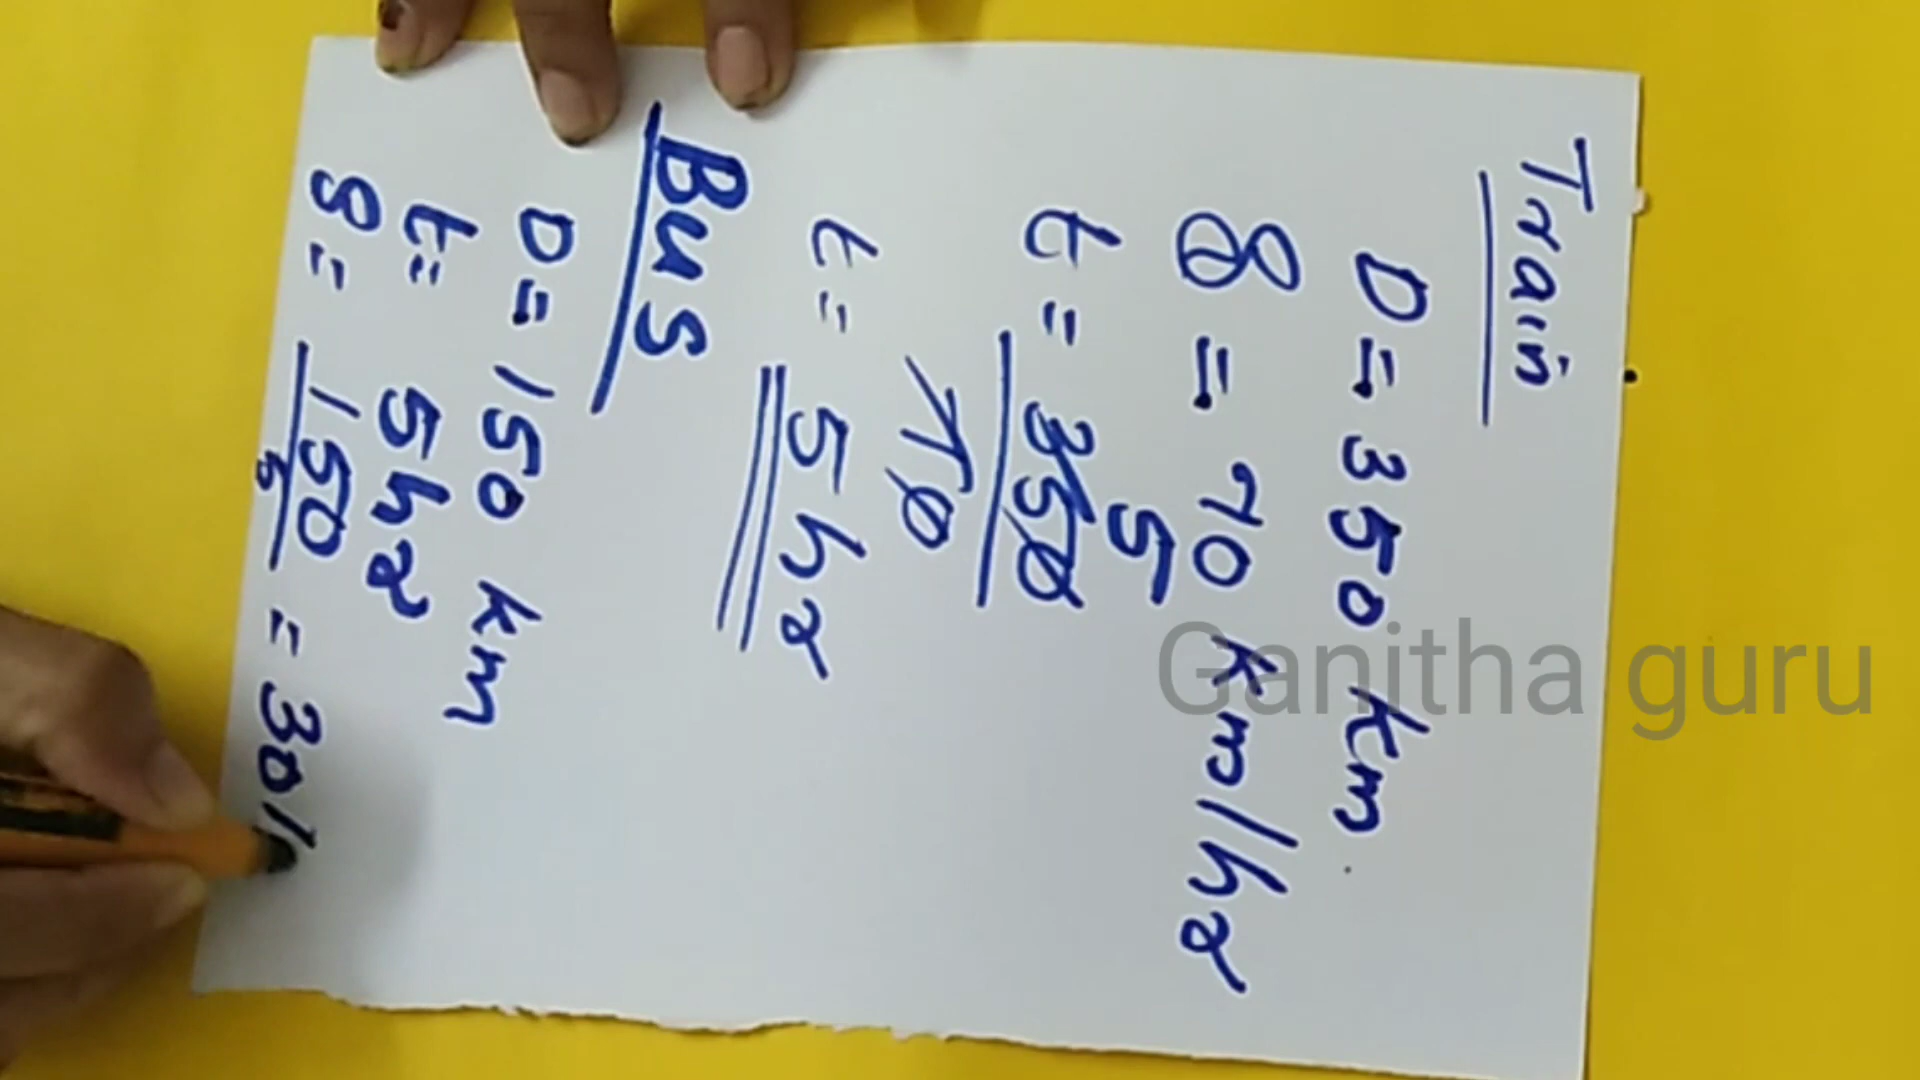 Train
D = 350 km
S = 70 km/hr
5
t = 350
70
t = 5 hr
Bus
D = 150 km
t = 5 hr
S = 150 = 30 k
5
Ganitha guru